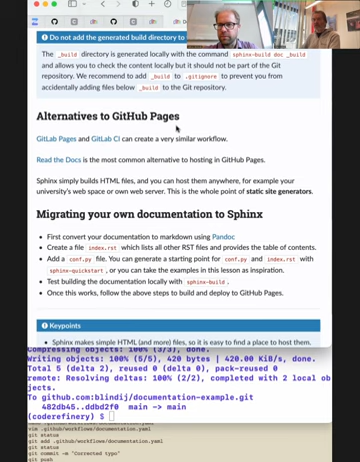 Do not add the generated build directory to
The _build directory is generated locally with the command sphinx-build doc _build
and allows you to check the content locally but it should not be part of the Git
repository. We recommend to add _build to .gitignore to prevent you from
accidentally adding files below _build to the Git repository.
Alternatives to GitHub Pages
GitLab Pages and GitLab CI can create a very similar workflow.
Read the Docs is the most common alternative to hosting in GitHub Pages.
Sphinx builds HTML files, and you can host them anywhere, for example your
university's web space or own web server. This is the whole point of static site
generators.
Migrating your own documentation to Sphinx
• First convert your documentation to markdown using Pandoc
• Create a file index.rst which lists all other RST files and provides the table of contents.
• Add a conf.py file. You can generate a starting point for conf.py and index.rst with
sphinx-quickstart , or you can take the examples in this lesson as inspiration.
• Test building the documentation locally with sphinx-build .
• Once this works, follow the above steps to build and deploy to GitHub Pages.
Keypoints
• Sphinx makes simple HTML (and more) files, so it is easy to find a place to host them.
Compressing objects: 100% (3/3), done.
Writing objects: 100% (5/5), 420 bytes | 420.00 KiB/s, done.
Total 5 (delta 2), reused 0 (delta 0), pack-reused 0
remote: Resolving deltas: 100% (2/2), completed with 2 local ob
jects.
To github.com:blindij/documentation-example.git
482db45..ddbd2f0 main -> main
(coderefinery) $
vim .github/workflows/documentation.yaml
git status
git add .github/workflows/documentation.yaml
git status
git commit -m "Corrected typo"
git status